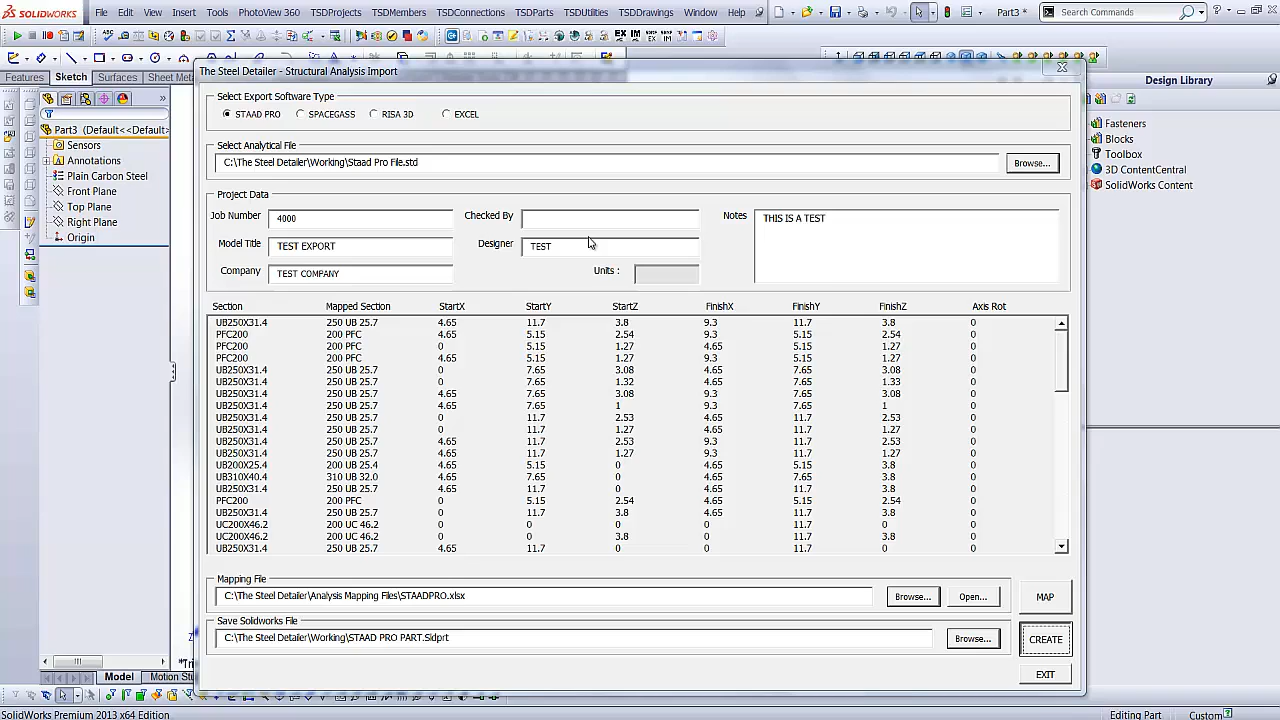 SOLIDWORKS File Edit View Insert Tools PhotoView 360 TSDProjects TSDMembers TSDConnections TSDParts TSDUtilities TSDDrawings Window Help Part3 * Search Commands
EX IM
Features Sketch Surfaces Sheet Met
The Steel Detailer - Structural Analysis Import
Design Library
Part3 (Default<<Default>
Sensors
Annotations
Plain Carbon Steel
Front Plane
Top Plane
Right Plane
Origin
Fasteners
Blocks
Toolbox
3D ContentCentral
SolidWorks Content
Select Export Software Type
STAAD PRO SPACEGASS RISA 3D EXCEL
Select Analytical File
C:\The Steel Detailer\Working\Staad Pro File.std Browse...
Project Data
Job Number 4000 Checked By Notes THIS IS A TEST
Model Title TEST EXPORT Designer TEST
Company TEST COMPANY Units :
Section Mapped Section StartX StartY StartZ FinishX FinishY FinishZ Axis Rot
UB250X31.4 250 UB 25.7 4.65 11.7 3.8 9.3 11.7 3.8 0
PFC200 200 PFC 4.65 5.15 2.54 9.3 5.15 2.54 0
PFC200 200 PFC 0 5.15 1.27 4.65 5.15 1.27 0
PFC200 200 PFC 4.65 5.15 1.27 9.3 5.15 1.27 0
UB250X31.4 250 UB 25.7 0 7.65 3.08 4.65 7.65 3.08 0
UB250X31.4 250 UB 25.7 0 7.65 1.32 4.65 7.65 1.33 0
UB250X31.4 250 UB 25.7 4.65 7.65 3.08 9.3 7.65 3.08 0
UB250X31.4 250 UB 25.7 4.65 7.65 1 9.3 7.65 1 0
UB250X31.4 250 UB 25.7 0 11.7 2.53 4.65 11.7 2.53 0
UB250X31.4 250 UB 25.7 0 11.7 1.27 4.65 11.7 1.27 0
UB250X31.4 250 UB 25.7 4.65 11.7 2.53 9.3 11.7 2.53 0
UB250X31.4 250 UB 25.7 4.65 11.7 1.27 9.3 11.7 1.27 0
UB200X25.4 200 UB 25.4 4.65 5.15 0 4.65 5.15 3.8 0
UB310X40.4 310 UB 32.0 4.65 7.65 0 4.65 7.65 3.8 0
UB250X31.4 250 UB 25.7 4.65 11.7 0 4.65 11.7 3.8 0
PFC200 200 PFC 0 5.15 2.54 4.65 5.15 2.54 0
UB250X31.4 250 UB 25.7 0 11.7 3.8 4.65 11.7 3.8 0
UC200X46.2 200 UC 46.2 0 0 0 0 11.7 0 0
UC200X46.2 200 UC 46.2 0 0 3.8 0 11.7 3.8 0
UB250X31.4 250 UB 25.7 4.65 11.7 0 0 11.7 0 0
Mapping File
C:\The Steel Detailer\Analysis Mapping Files\STAADPRO.xlsx Browse... Open... MAP
Save Solidworks File
C:\The Steel Detailer\Working\STAAD PRO PART.Sldprt Browse... CREATE
*Tri
EXIT
Model Motion Stu
SolidWorks Premium 2013 x64 Edition Editing Part Custom